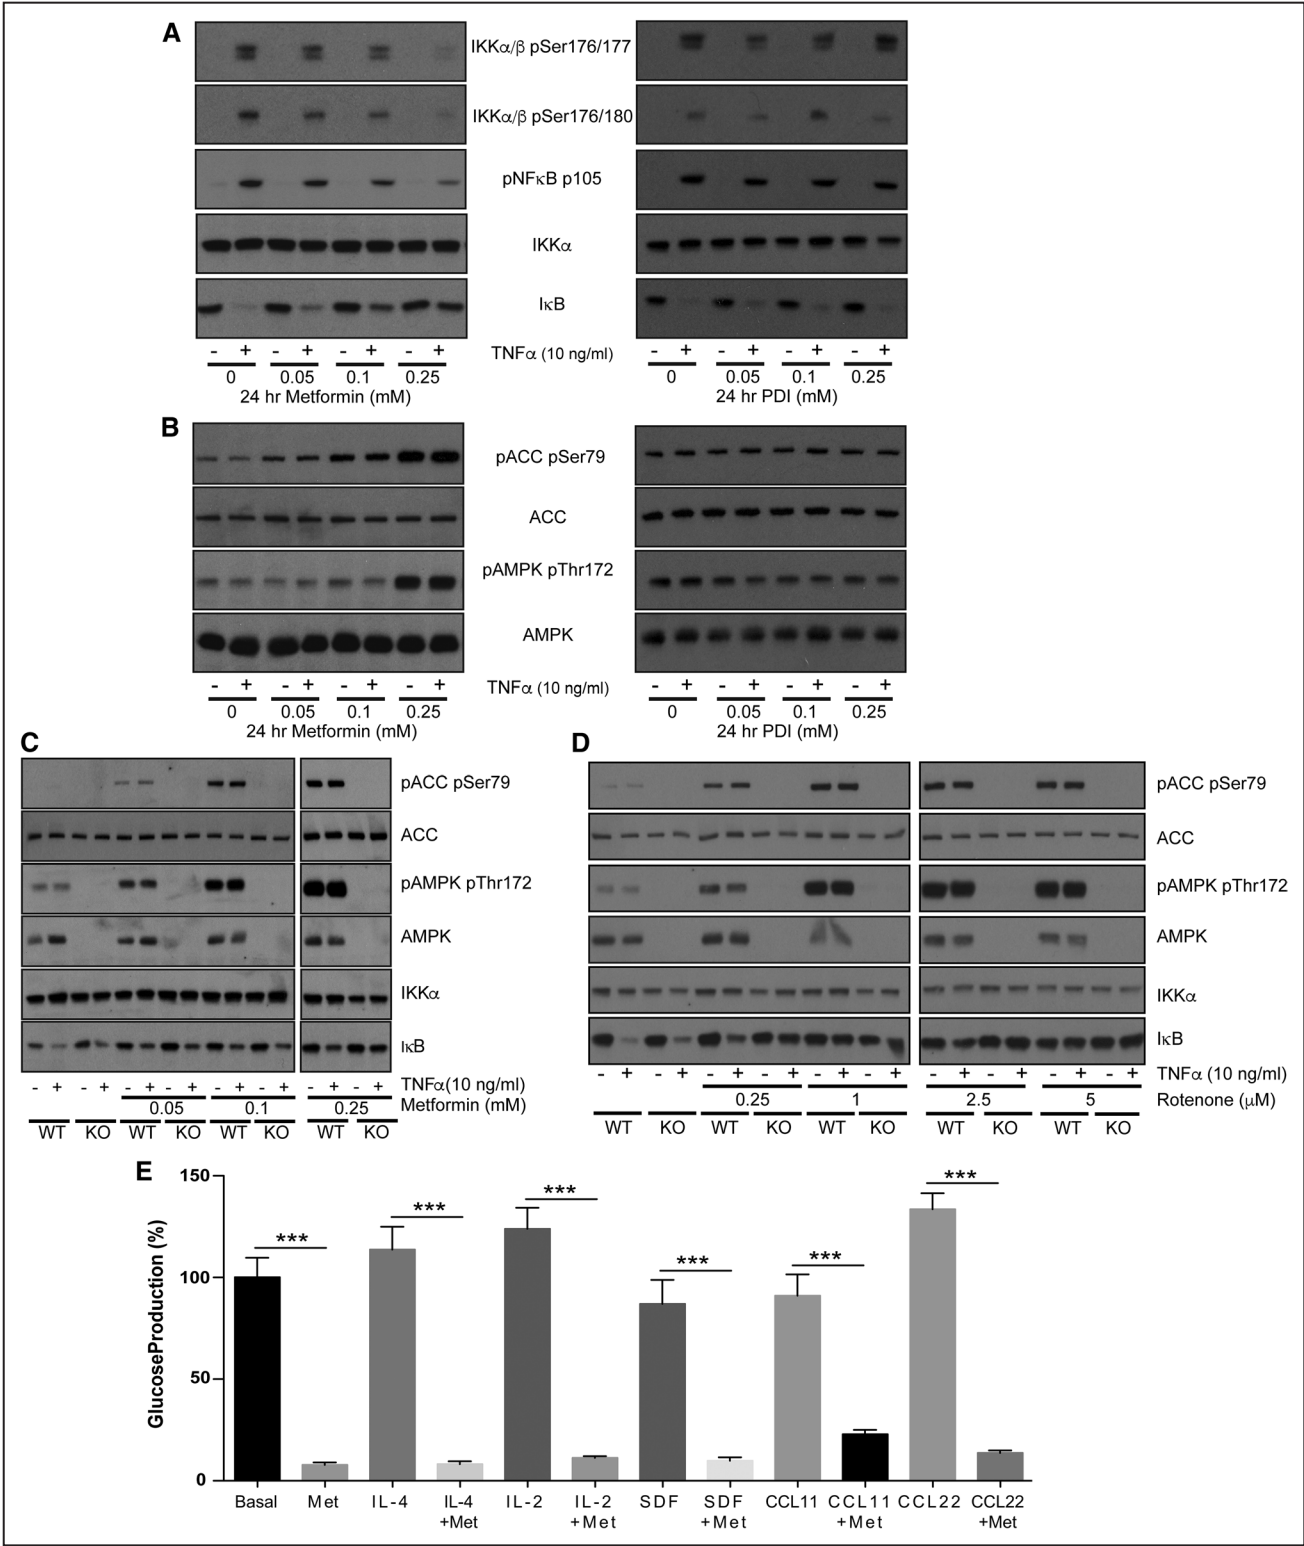 A
IKKα/β pSer176/177
IKKα/β pSer176/180
pNFκB p105
IKKα
IκB
- + - + - + - + TNFα (10 ng/ml) - + - + - + - +
0 0.05 0.1 0.25 0 0.05 0.1 0.25
24 hr Metformin (mM) 24 hr PDI (mM)
B
pACC pSer79
ACC
pAMPK pThr172
AMPK
- + - + - + - + TNFα (10 ng/ml) - + - + - + - +
0 0.05 0.1 0.25 0 0.05 0.1 0.25
24 hr Metformin (mM) 24 hr PDI (mM)
C
pACC pSer79
ACC
pAMPK pThr172
AMPK
IKKα
IκB
- + - + - + - + - + - + - + - + TNFα(10 ng/ml)
0.05 0.1 0.25 Metformin (mM)
WT KO WT KO WT KO WT KO
D
pACC pSer79
ACC
pAMPK pThr172
AMPK
IKKα
IκB
- + - + - + - + - + - + - + - + - + - + TNFα (10 ng/ml)
0.25 1 2.5 5 Rotenone (μM)
WT KO WT KO WT KO WT KO WT KO
E
GlucoseProduction (%)
150
100
50
0
*** *** *** *** *** ***
Basal Met IL-4 IL-4 IL-2 IL-2 SDF SDF CCL11 CCL11 CCL22 CCL22
+Met +Met +Met +Met +Met